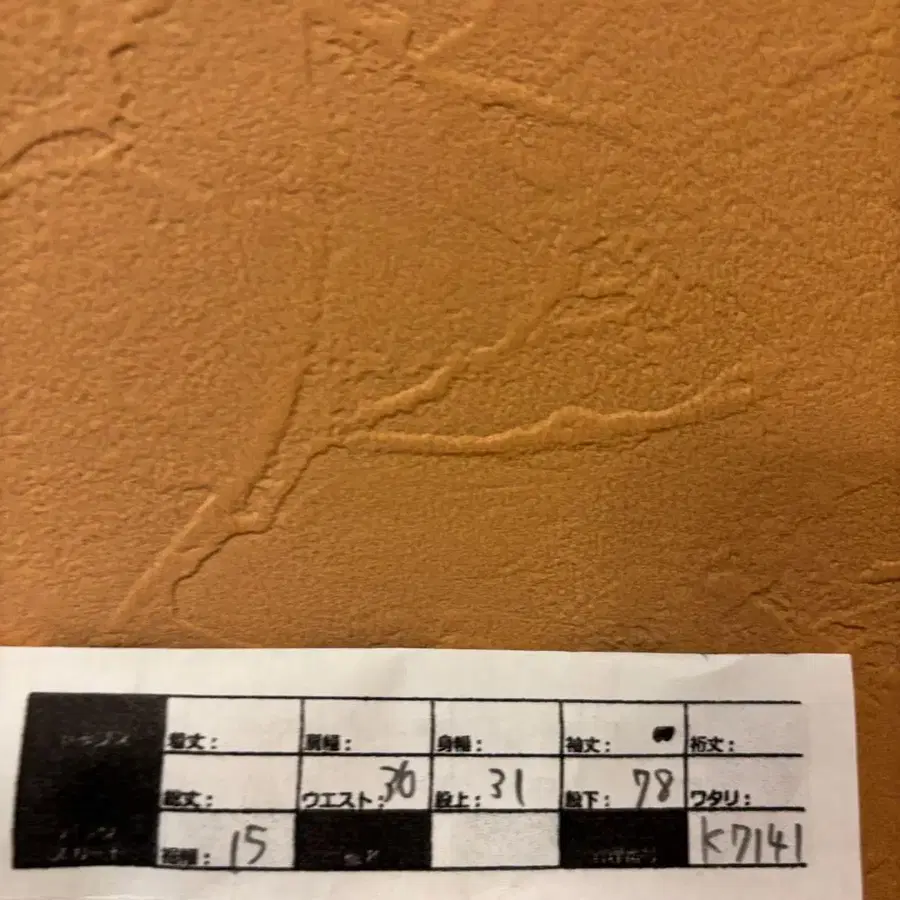 着丈: 肩幅: 身幅: 袖丈: 裄丈:
総丈: ウエスト: 36 股上: 31 股下: 78 ワタリ:
裾幅: 15 K7141